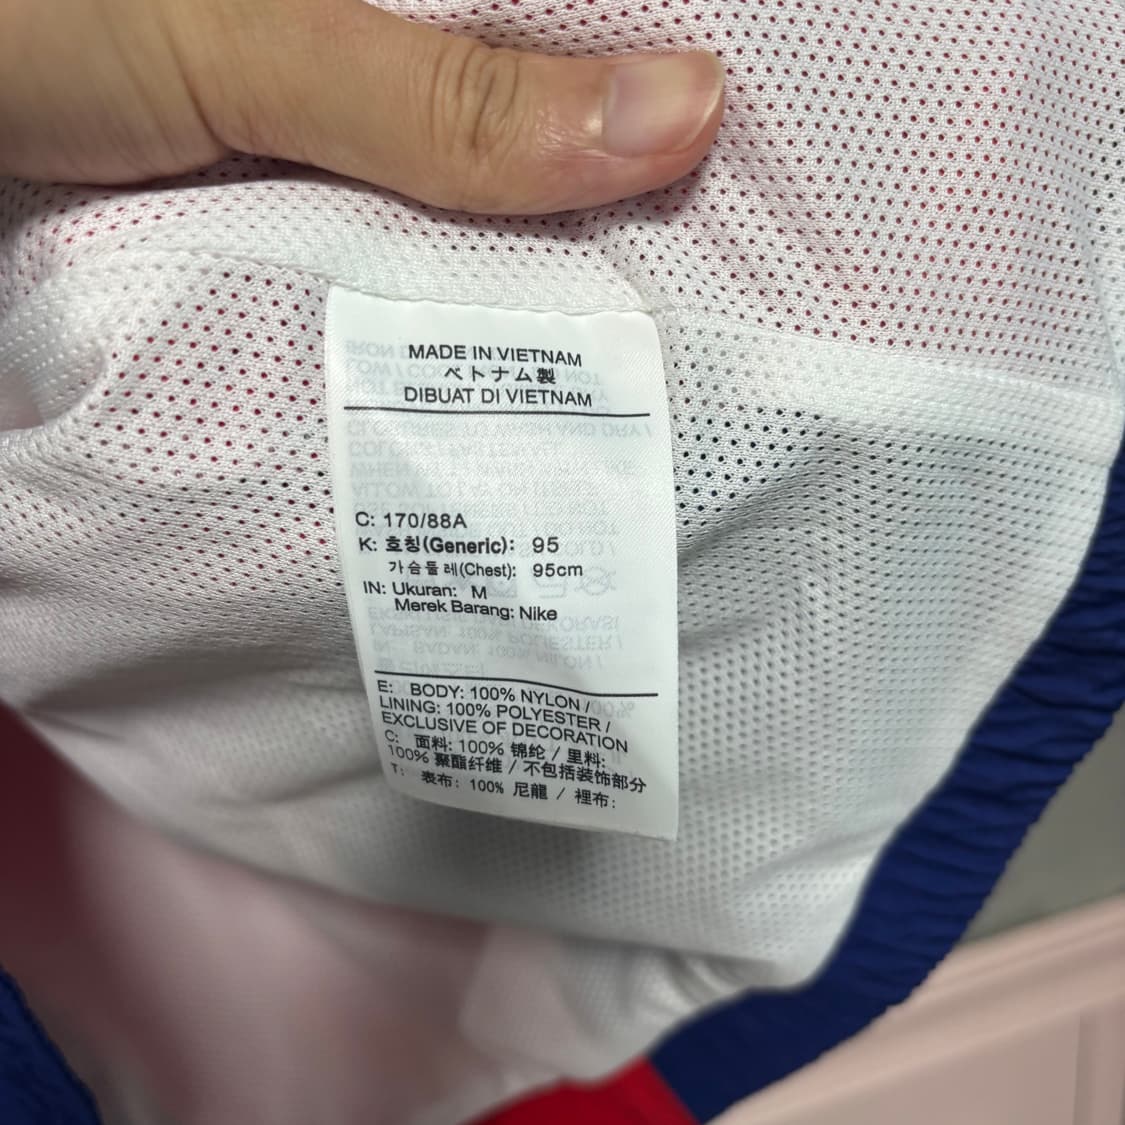 MADE IN VIETNAM
ベトナム製
DIBUAT DI VIETNAM
C: 170/88A
K: 호칭(Generic): 95
가슴둘레(Chest): 95cm
IN: Ukuran: M
Merek Barang: Nike
E: BODY: 100% NYLON /
LINING: 100% POLYESTER /
EXCLUSIVE OF DECORATION
C: 面料: 100% 锦纶 / 里料:
100% 聚酯纤维 / 不包括装饰部分
T: 表布: 100% 尼龍 / 裡布: